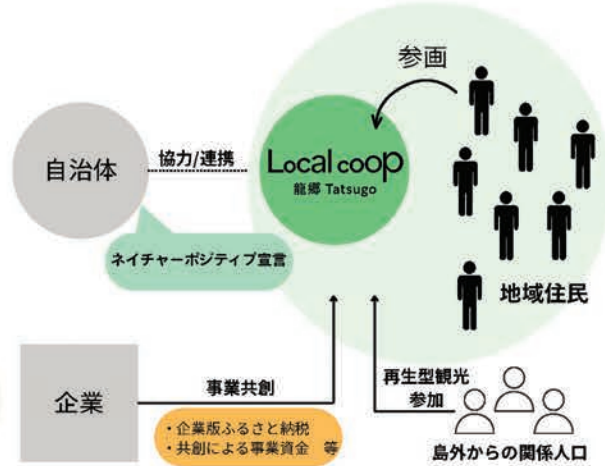 参画
自治体
協力/連携
Local coop
龍郷 Tatsugo
ネイチャーポジティブ宣言
地域住民
企業
事業共創
・企業版ふるさと納税
・共創による事業資金 等
再生型観光
参加
島外からの関係人口